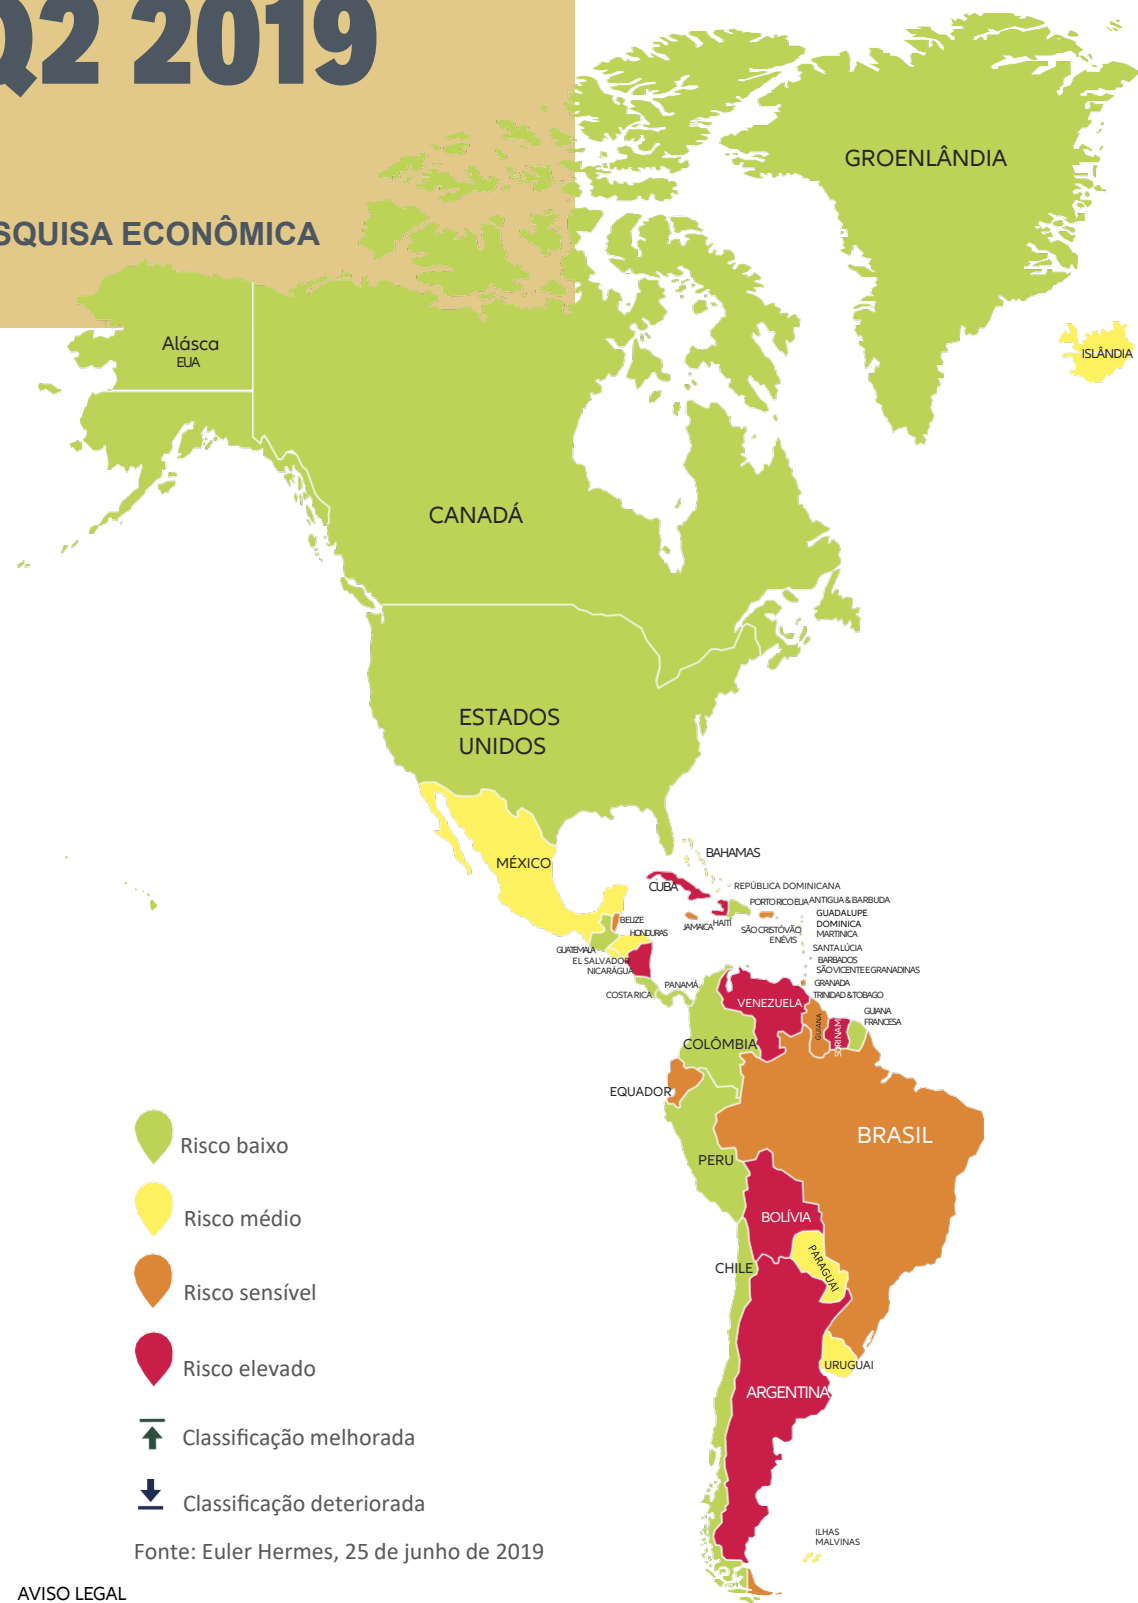 Q2 2019
SQUISA ECONÔMICA
GROENLÂNDIA
ISLÂNDIA
Alásca
EUA
CANADÁ
ESTADOS
UNIDOS
MÉXICO
BAHAMAS
CUBA
REPÚBLICA DOMINICANA
PORTO RICO EUA
ANTIGUA & BARBUDA
GUADALUPE
DOMINICA
MARTINICA
BELIZE
JAMAICA
HAITÍ
SÃO CRISTÓVÃO
E NÉVIS
HONDURAS
GUATEMALA
EL SALVADOR
NICARÁGUA
SANTA LÚCIA
BARBADOS
SÃO VICENTE E GRANADINAS
GRANADA
TRINIDAD & TOBAGO
COSTA RICA
PANAMÁ
VENEZUELA
GUIANA
SURINAM
GUIANA
FRANCESA
COLÔMBIA
EQUADOR
BRASIL
PERU
BOLÍVIA
PARAGUAI
CHILE
URUGUAI
ARGENTINA
ILHAS
MALVINAS
Risco baixo
Risco médio
Risco sensível
Risco elevado
Classificação melhorada
Classificação deteriorada
Fonte: Euler Hermes, 25 de junho de 2019
AVISO LEGAL